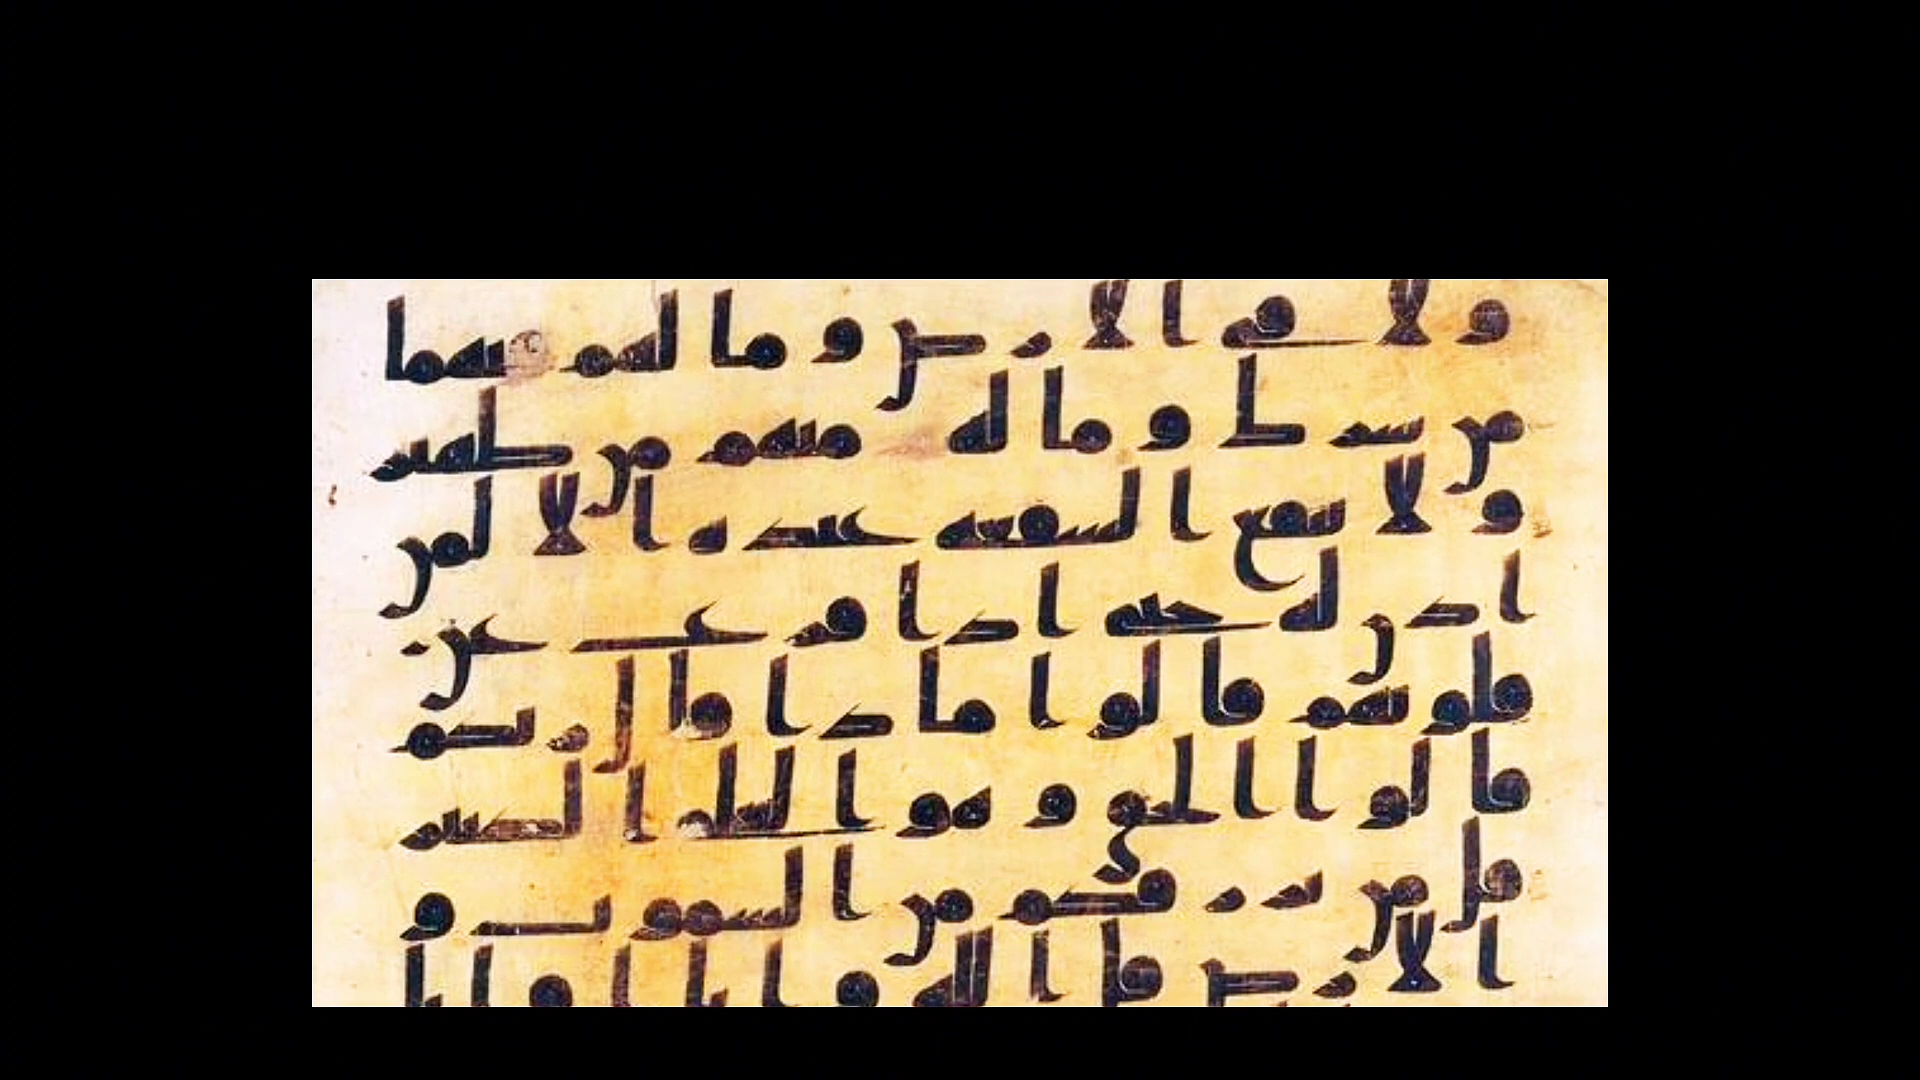 ولا في الارض وما لهم فيهما
من شرك وما له منهم من ظهير
ولا تنفع الشفعة عنده الا لمن
اذن له حتى اذا فزع عن
قلوبهم قالوا ماذا قال ربكم
قالوا الحق وهو العلي الكبير
قل من يرزقكم من السموت و
الارض قل الله وانا او ا